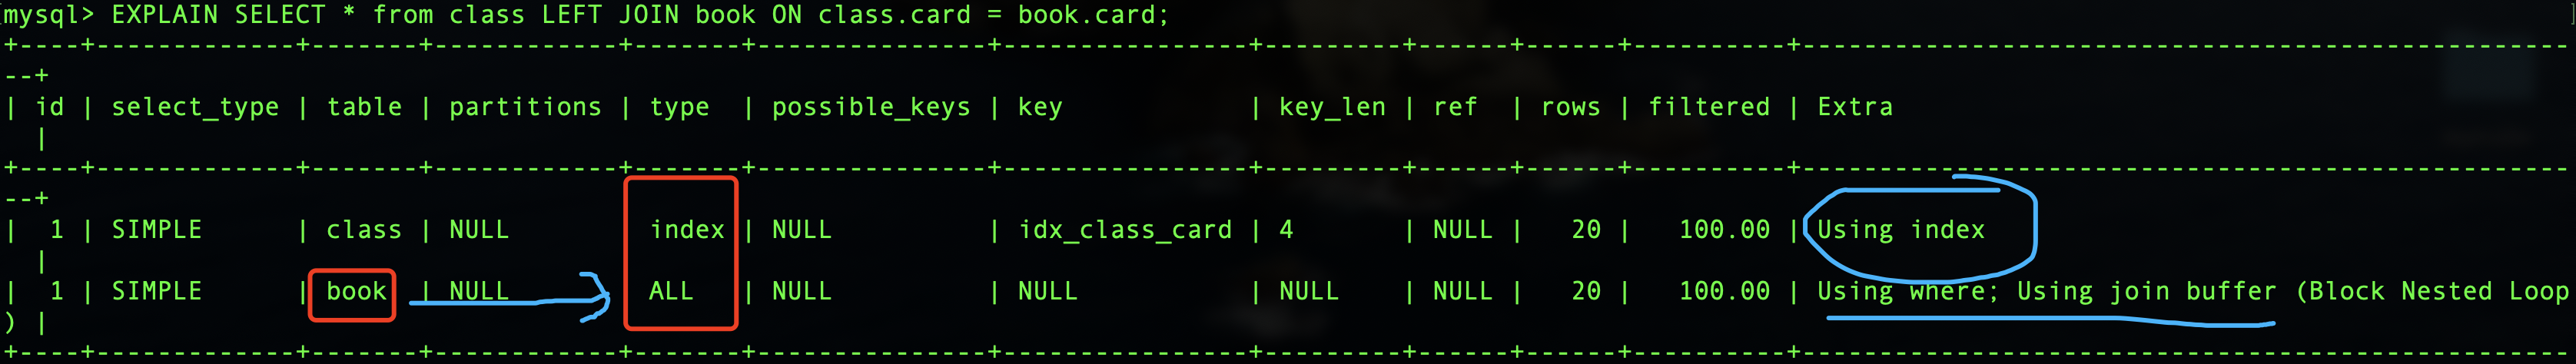 [mysql> EXPLAIN SELECT * from class LEFT JOIN book ON class.card = book.card; ]
+----+-------------+-------+------------+-------+---------------+----------------+---------+------+------+----------+--------------------------------------------------
--+
| id | select_type | table | partitions | type  | possible_keys | key            | key_len | ref  | rows | filtered | Extra
  |
+----+-------------+-------+------------+-------+---------------+----------------+---------+------+------+----------+--------------------------------------------------
--+
|  1 | SIMPLE      | class | NULL       | index | NULL          | idx_class_card | 4       | NULL |   20 |   100.00 | Using index
  |
|  1 | SIMPLE      | book  | NULL       | ALL   | NULL          | NULL           | NULL    | NULL |   20 |   100.00 | Using where; Using join buffer (Block Nested Loop
) |
+----+-------------+-------+------------+-------+---------------+----------------+---------+------+------+----------+--------------------------------------------------